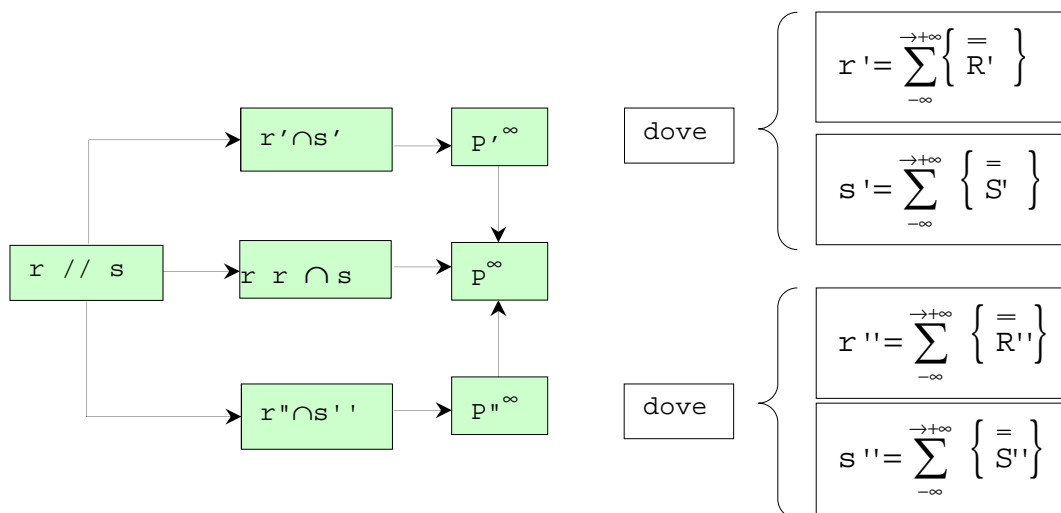 r // s
r'∩s'
P'∞
r r ∩ s
P∞
r"∩s''
P"∞
dove
r'= →+∞ ∑ −∞ { = R' }
s'= →+∞ ∑ −∞ { = S' }
dove
r''= →+∞ ∑ −∞ { = R'' }
s''= →+∞ ∑ −∞ { = S'' }